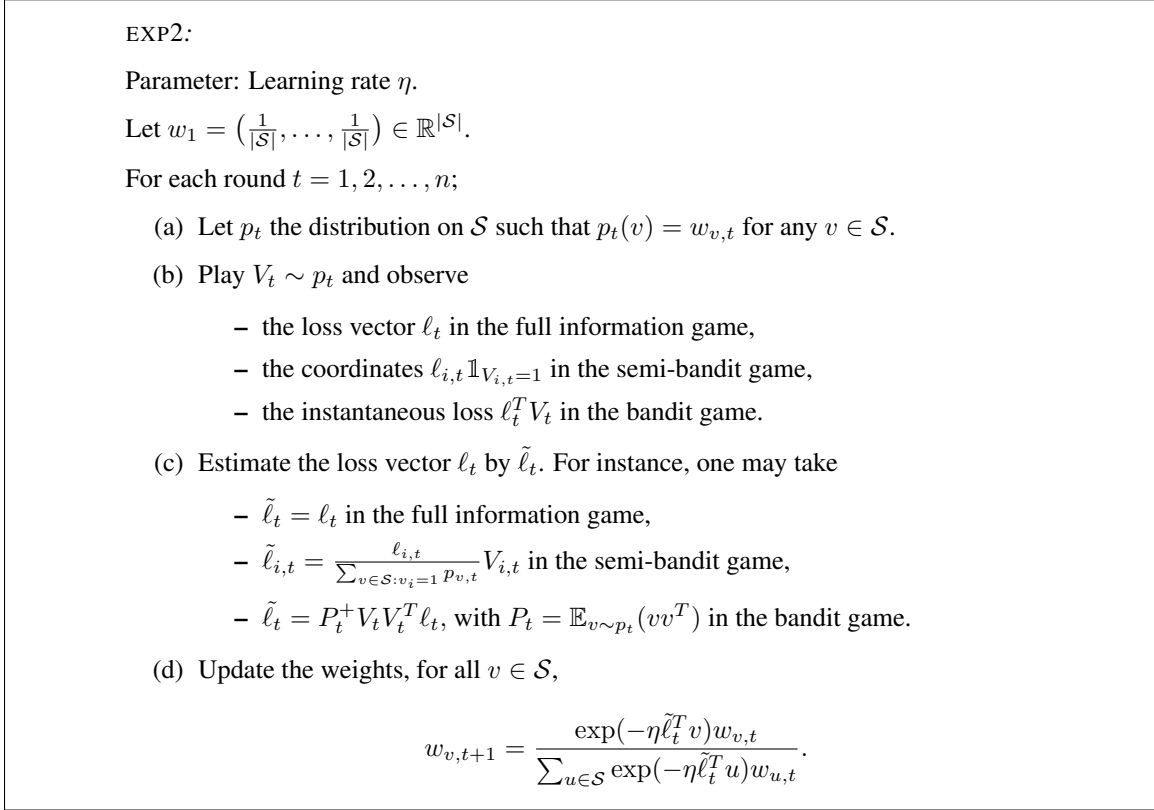 EXP2:
Parameter: Learning rate η.
Let w_1 = (1/|𝒮|, . . . , 1/|𝒮|) ∈ ℝ^{|𝒮|}.
For each round t = 1, 2, . . . , n;
(a) Let p_t the distribution on 𝒮 such that p_t(v) = w_{v,t} for any v ∈ 𝒮.
(b) Play V_t ∼ p_t and observe
– the loss vector ℓ_t in the full information game,
– the coordinates ℓ_{i,t}𝟙_{V_{i,t}=1} in the semi-bandit game,
– the instantaneous loss ℓ_t^T V_t in the bandit game.
(c) Estimate the loss vector ℓ_t by ℓ̃_t. For instance, one may take
– ℓ̃_t = ℓ_t in the full information game,
– ℓ̃_{i,t} = ℓ_{i,t} / ∑_{v∈𝒮:v_i=1} p_{v,t} V_{i,t} in the semi-bandit game,
– ℓ̃_t = P_t^+ V_t V_t^T ℓ_t, with P_t = 𝔼_{v∼p_t}(vv^T) in the bandit game.
(d) Update the weights, for all v ∈ 𝒮,
w_{v,t+1} = exp(−ηℓ̃_t^T v)w_{v,t} / ∑_{u∈𝒮} exp(−ηℓ̃_t^T u)w_{u,t}.